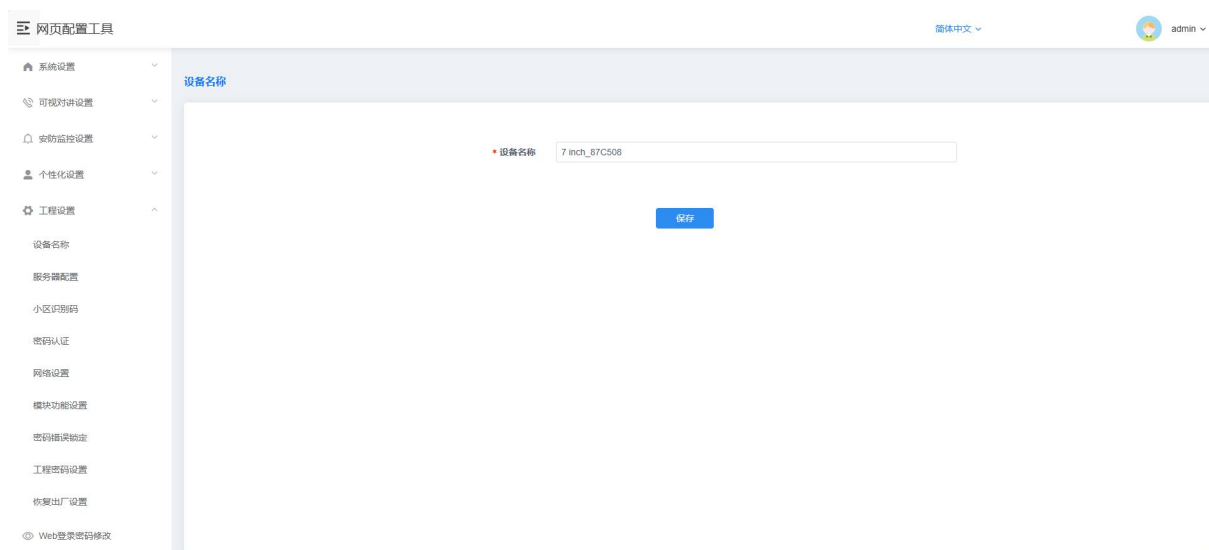 网页配置工具
简体中文
admin
系统设置
可视对讲设置
安防监控设置
个性化设置
工程设置
设备名称
服务器配置
小区识别码
密码认证
网络设置
模块功能设置
密码错误锁定
工程密码设置
恢复出厂设置
Web登录密码修改
设备名称
* 设备名称 7 inch_87C508
保存